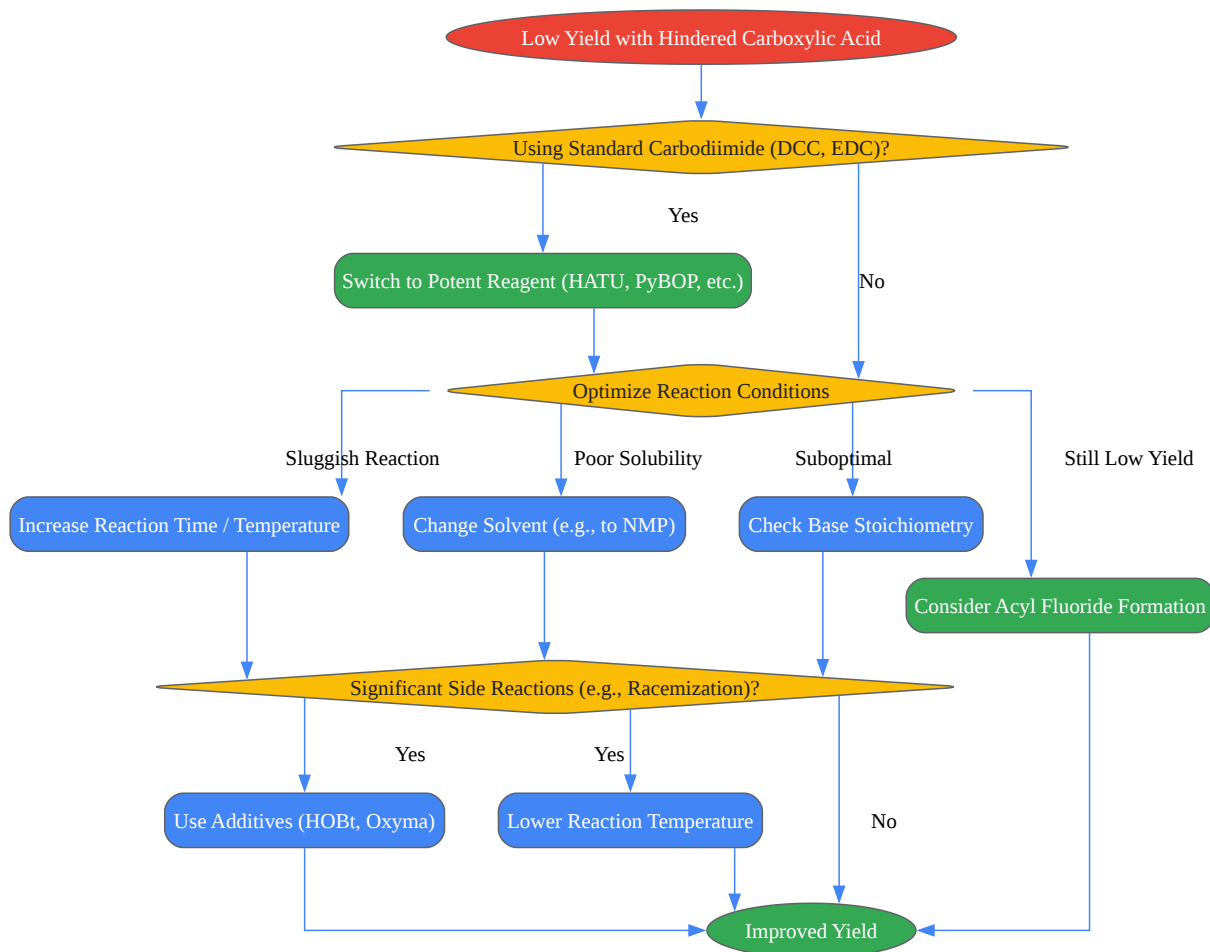 Low Yield with Hindered Carboxylic Acid
Using Standard Carbodiimide (DCC, EDC)?
Yes
Switch to Potent Reagent (HATU, PyBOP, etc.)
No
Optimize Reaction Conditions
Sluggish Reaction
Poor Solubility
Suboptimal
Still Low Yield
Increase Reaction Time / Temperature
Change Solvent (e.g., to NMP)
Check Base Stoichiometry
Consider Acyl Fluoride Formation
Significant Side Reactions (e.g., Racemization)?
Yes
Yes
Use Additives (HOBt, Oxyma)
Lower Reaction Temperature
No
Improved Yield